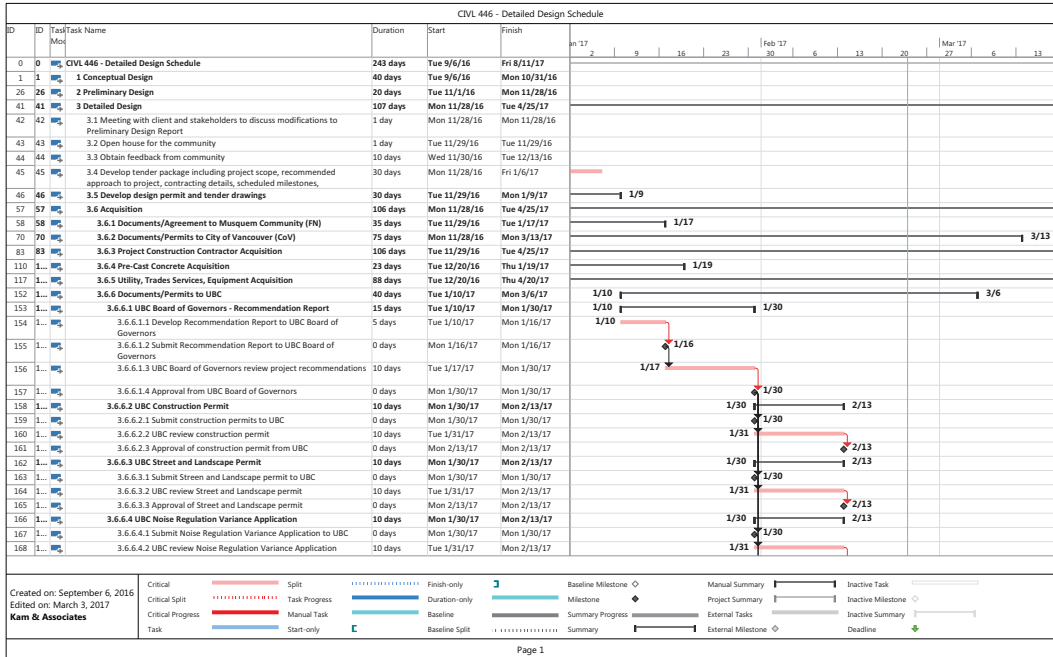 CIVL 446 - Detailed Design Schedule
ID ID Task Mod Task Name Duration Start Finish
an '17 Feb '17 Mar '17
2 9 16 23 30 6 13 20 27 6 13
0 0 CIVL 446 - Detailed Design Schedule 243 days Tue 9/6/16 Fri 8/11/17
1 1 1 Conceptual Design 40 days Tue 9/6/16 Mon 10/31/16
26 26 2 Preliminary Design 20 days Tue 11/1/16 Mon 11/28/16
41 41 3 Detailed Design 107 days Mon 11/28/16 Tue 4/25/17
42 42 3.1 Meeting with client and stakeholders to discuss modifications to 1 day Mon 11/28/16 Mon 11/28/16
Preliminary Design Report
43 43 3.2 Open house for the community 1 day Tue 11/29/16 Tue 11/29/16
44 44 3.3 Obtain feedback from community 10 days Wed 11/30/16 Tue 12/13/16
45 45 3.4 Develop tender package including project scope, recommended 30 days Mon 11/28/16 Fri 1/6/17
approach to project, contracting details, scheduled milestones,
46 46 3.5 Develop design permit and tender drawings 30 days Tue 11/29/16 Mon 1/9/17 1/9
57 57 3.6 Acquisition 106 days Mon 11/28/16 Tue 4/25/17
58 58 3.6.1 Documents/Agreement to Musquem Community (FN) 35 days Tue 11/29/16 Tue 1/17/17 1/17
70 70 3.6.2 Documents/Permits to City of Vancouver (CoV) 75 days Mon 11/28/16 Mon 3/13/17 3/13
83 83 3.6.3 Project Construction Contractor Acquisition 106 days Tue 11/29/16 Tue 4/25/17
110 1... 3.6.4 Pre-Cast Concrete Acquisition 23 days Tue 12/20/16 Thu 1/19/17 1/19
117 1... 3.6.5 Utility, Trades Services, Equipment Acquisition 88 days Tue 12/20/16 Thu 4/20/17
152 1... 3.6.6 Documents/Permits to UBC 40 days Tue 1/10/17 Mon 3/6/17 1/10 3/6
153 1... 3.6.6.1 UBC Board of Governors - Recommendation Report 15 days Tue 1/10/17 Mon 1/30/17 1/10 1/30
154 1... 3.6.6.1.1 Develop Recommendation Report to UBC Board of 5 days Tue 1/10/17 Mon 1/16/17 1/10
Governors
155 1... 3.6.6.1.2 Submit Recommendation Report to UBC Board of 0 days Mon 1/16/17 Mon 1/16/17 1/16
Governors
156 1... 3.6.6.1.3 UBC Board of Governors review project recommendations 10 days Tue 1/17/17 Mon 1/30/17 1/17
157 1... 3.6.6.1.4 Approval from UBC Board of Governors 0 days Mon 1/30/17 Mon 1/30/17 1/30
158 1... 3.6.6.2 UBC Construction Permit 10 days Mon 1/30/17 Mon 2/13/17 1/30 2/13
159 1... 3.6.6.2.1 Submit construction permits to UBC 0 days Mon 1/30/17 Mon 1/30/17 1/30
160 1... 3.6.6.2.2 UBC review construction permit 10 days Tue 1/31/17 Mon 2/13/17 1/31
161 1... 3.6.6.2.3 Approval of construction permit from UBC 0 days Mon 2/13/17 Mon 2/13/17 2/13
162 1... 3.6.6.3 UBC Street and Landscape Permit 10 days Mon 1/30/17 Mon 2/13/17 1/30 2/13
163 1... 3.6.6.3.1 Submit Streen and Landscape permit to UBC 0 days Mon 1/30/17 Mon 1/30/17 1/30
164 1... 3.6.6.3.2 UBC review Street and Landscape permit 10 days Tue 1/31/17 Mon 2/13/17 1/31
165 1... 3.6.6.3.3 Approval of Street and Landscape permit 0 days Mon 2/13/17 Mon 2/13/17 2/13
166 1... 3.6.6.4 UBC Noise Regulation Variance Application 10 days Mon 1/30/17 Mon 2/13/17 1/30 2/13
167 1... 3.6.6.4.1 Submit Noise Regulation Variance Application to UBC 0 days Mon 1/30/17 Mon 1/30/17 1/30
168 1... 3.6.6.4.2 UBC review Noise Regulation Variance Application 10 days Tue 1/31/17 Mon 2/13/17 1/31
Created on: September 6, 2016
Edited on: March 3, 2017
Kam & Associates
Critical Split Finish-only Baseline Milestone Manual Summary Inactive Task
Critical Split Task Progress Duration-only Milestone Project Summary Inactive Milestone
Critical Progress Manual Task Baseline Summary Progress External Tasks Inactive Summary
Task Start-only Baseline Split Summary External Milestone Deadline
Page 1